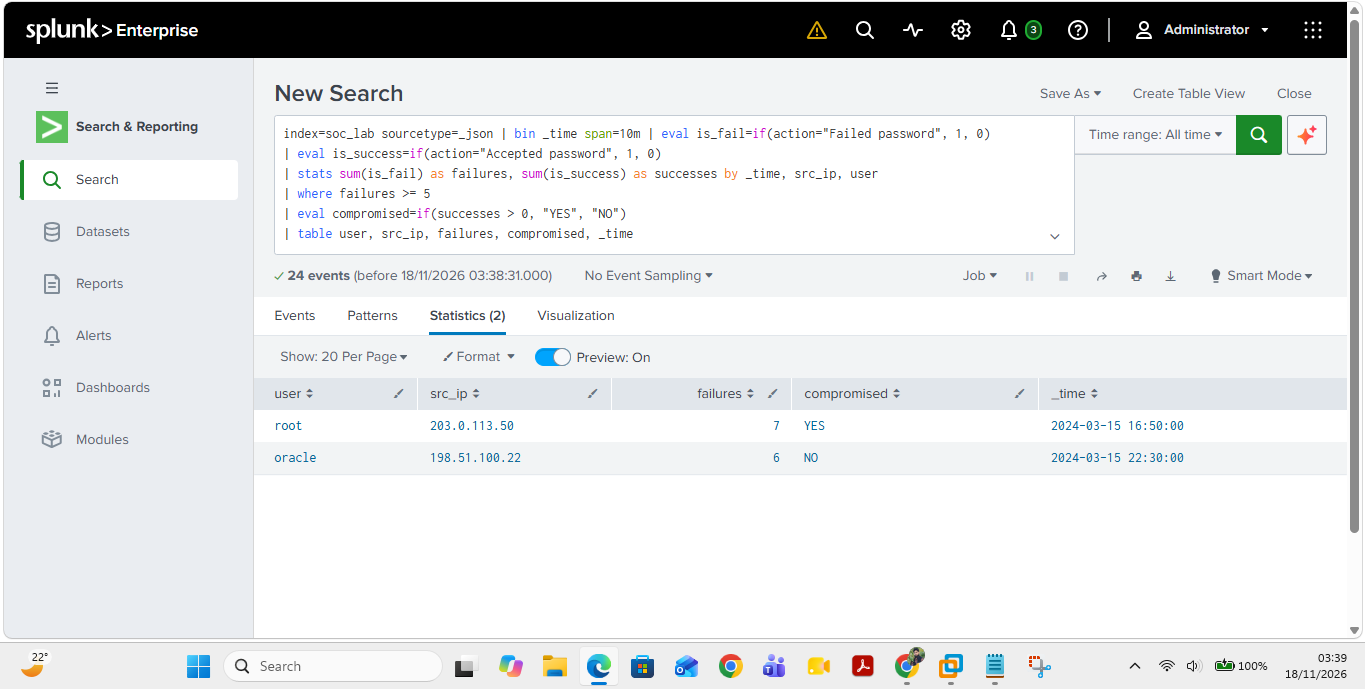 splunk> Enterprise
3
Administrator
Search & Reporting
Search
Datasets
Reports
Alerts
Dashboards
Modules
New Search
Save As
Create Table View
Close
index=soc_lab sourcetype=_json | bin _time span=10m | eval is_fail=if(action="Failed password", 1, 0)
| eval is_success=if(action="Accepted password", 1, 0)
| stats sum(is_fail) as failures, sum(is_success) as successes by _time, src_ip, user
| where failures >= 5
| eval compromised=if(successes > 0, "YES", "NO")
| table user, src_ip, failures, compromised, _time
Time range: All time
24 events (before 18/11/2026 03:38:31.000)
No Event Sampling
Job
Smart Mode
Events
Patterns
Statistics (2)
Visualization
Show: 20 Per Page
Format
Preview: On
user src_ip failures compromised _time
root 203.0.113.50 7 YES 2024-03-15 16:50:00
oracle 198.51.100.22 6 NO 2024-03-15 22:30:00
22°
Search
100%
03:39
18/11/2026